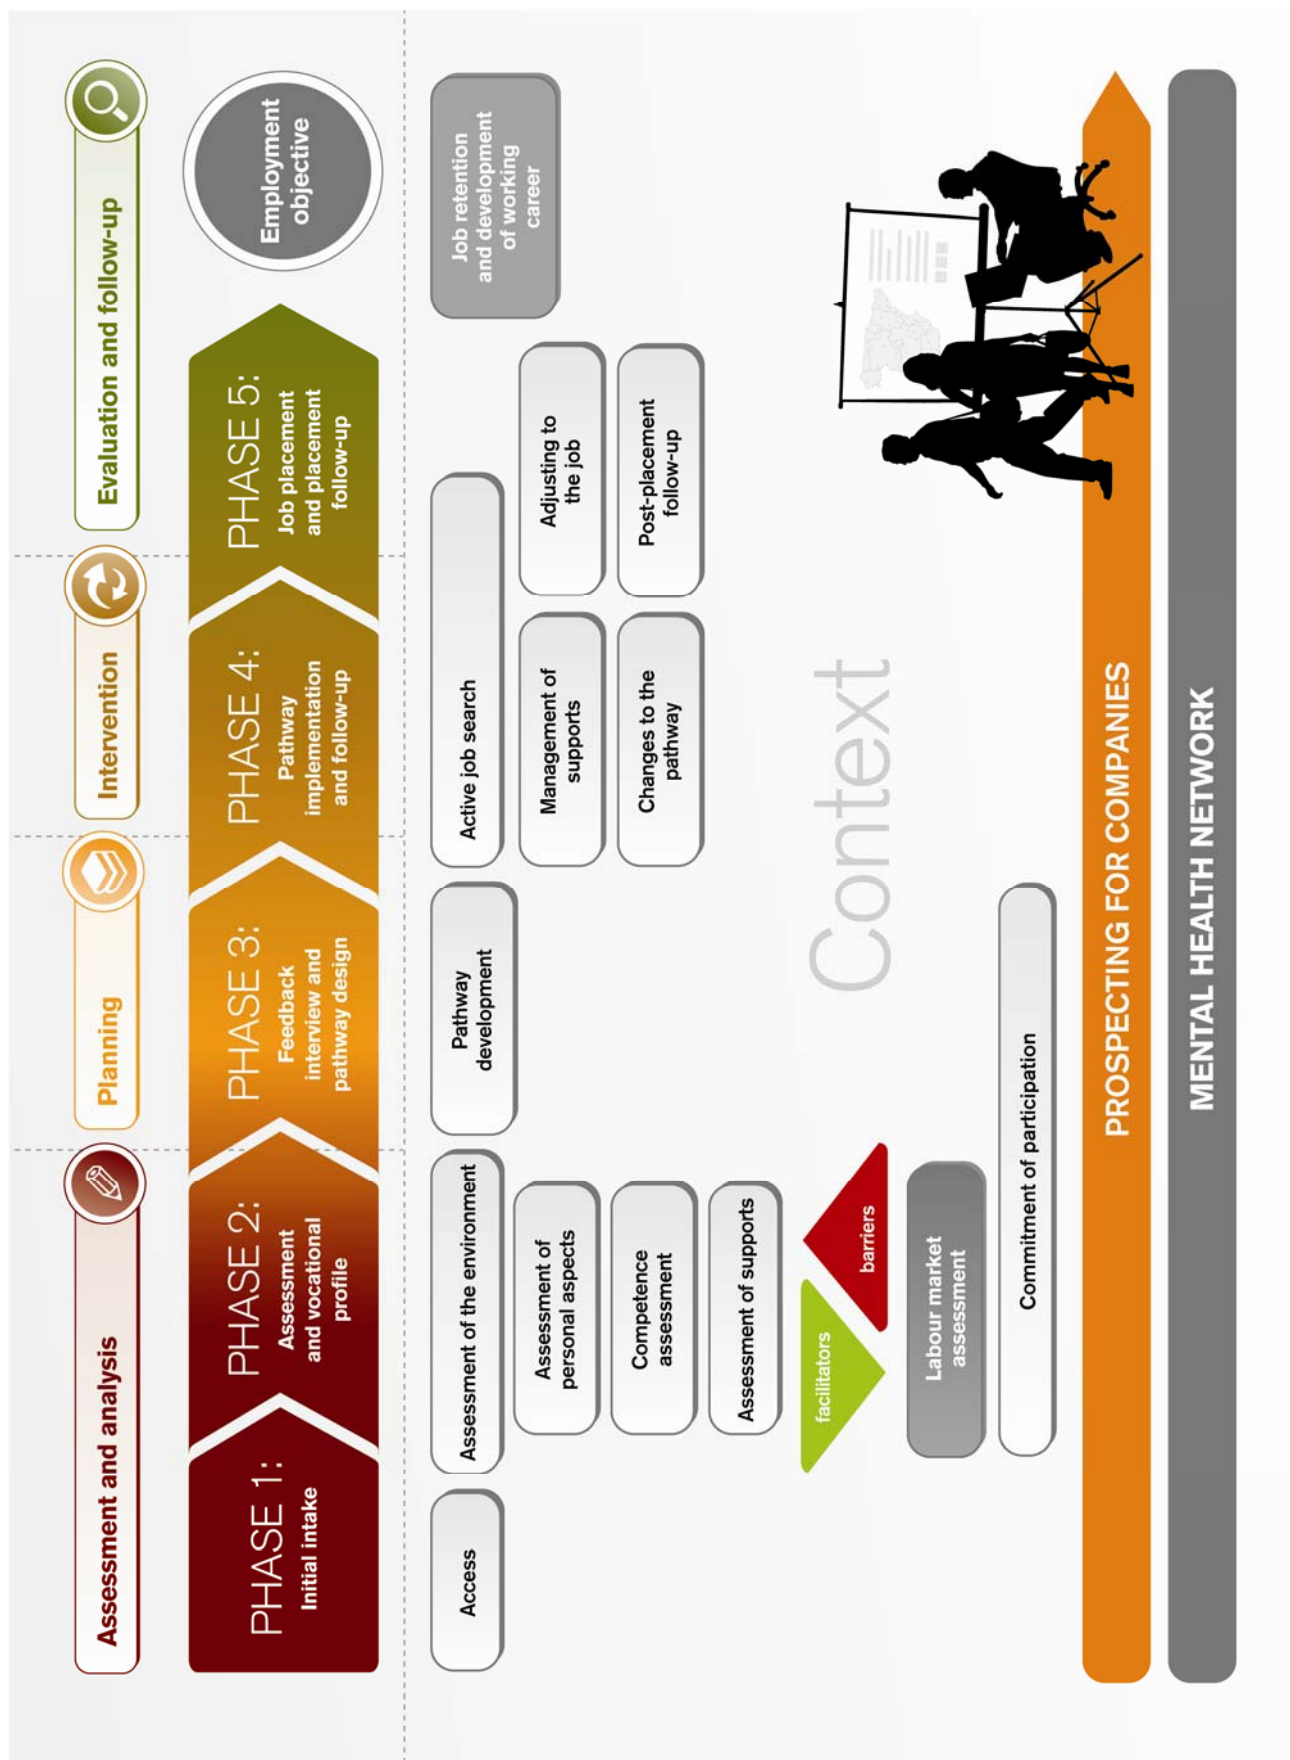 Assessment and analysis
Planning
Intervention
Evaluation and follow-up
PHASE 1:
Initial intake
PHASE 2:
Assessment
and vocational
profile
PHASE 3:
Feedback
interview and
pathway design
PHASE 4:
Pathway
implementation
and follow-up
PHASE 5:
Job placement
and placement
follow-up
Employment
objective
Access
Assessment of the environment
Assessment of
personal aspects
Competence
assessment
Assessment of supports
facilitators
barriers
Labour market
assessment
Commitment of participation
Pathway
development
Active job search
Management of
supports
Adjusting to
the job
Changes to the
pathway
Post-placement
follow-up
Job retention
and development
of working
career
Context
PROSPECTING FOR COMPANIES
MENTAL HEALTH NETWORK